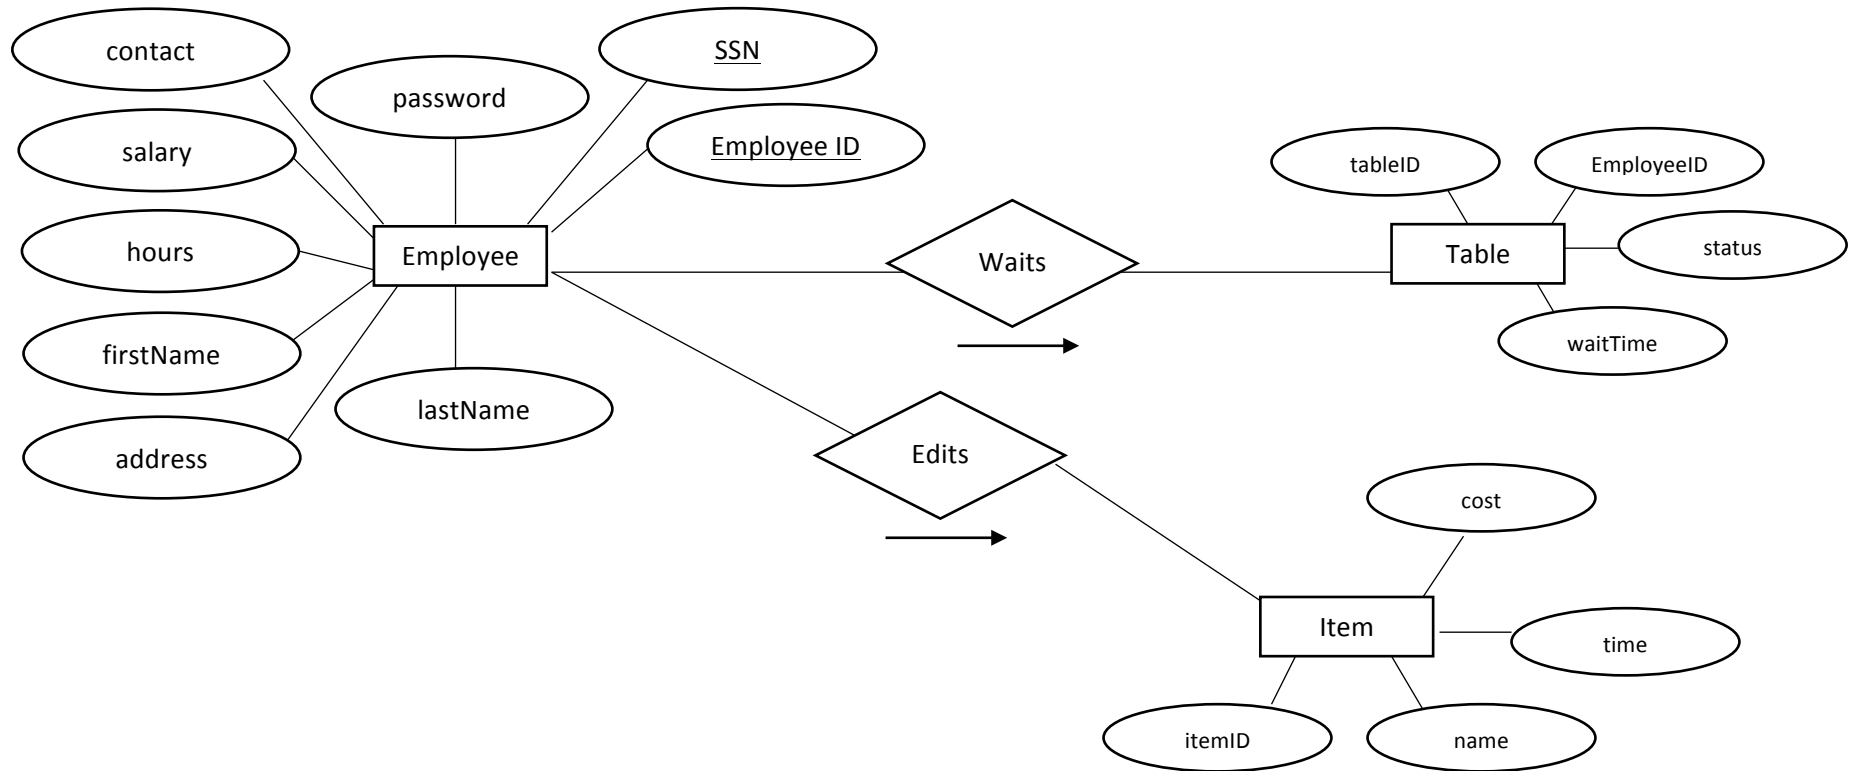 contact
SSN
password
Employee ID
salary
tableID
EmployeeID
hours
Employee
Waits
Table
status
firstName
waitTime
lastName
address
Edits
cost
Item
time
itemID
name